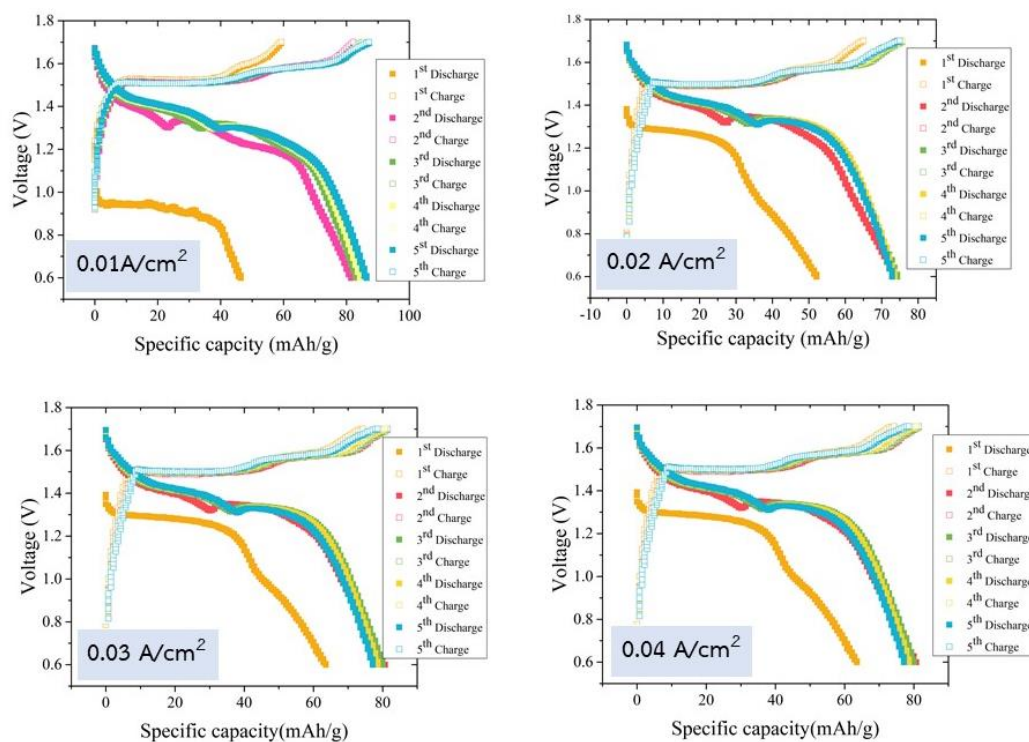 1.8
1.6
1.4
1.2
1.0
0.8
0.6
Voltage (V)
0 20 40 60 80 100
Specific capcity (mAh/g)
0.01A/cm²
1st Discharge
1st Charge
2nd Discharge
2nd Charge
3rd Discharge
3rd Charge
4th Discharge
4th Charge
5st Discharge
5th Charge
1.8
1.6
1.4
1.2
1.0
0.8
0.6
Voltage (V)
-10 0 10 20 30 40 50 60 70 80
Specific capacity (mAh/g)
0.02 A/cm²
1st Discharge
1st Charge
2nd Discharge
2nd Charge
3rd Discharge
3rd Charge
4th Discharge
4th Charge
5th Discharge
5th Charge
1.8
1.6
1.4
1.2
1.0
0.8
0.6
Voltage (V)
0 20 40 60 80
Specific capacity(mAh/g)
0.03 A/cm²
1st Discharge
1st Charge
2nd Discharge
2nd Charge
3rd Discharge
3rd Charge
4th Discharge
4th Charge
5th Discharge
5th Charge
1.8
1.6
1.4
1.2
1.0
0.8
0.6
Voltage (V)
0 20 40 60 80
Specific capacity(mAh/g)
0.04 A/cm²
1st Discharge
1st Charge
2nd Discharge
2nd Charge
3rd Discharge
3rd Charge
4th Discharge
4th Charge
5th Discharge
5th Charge